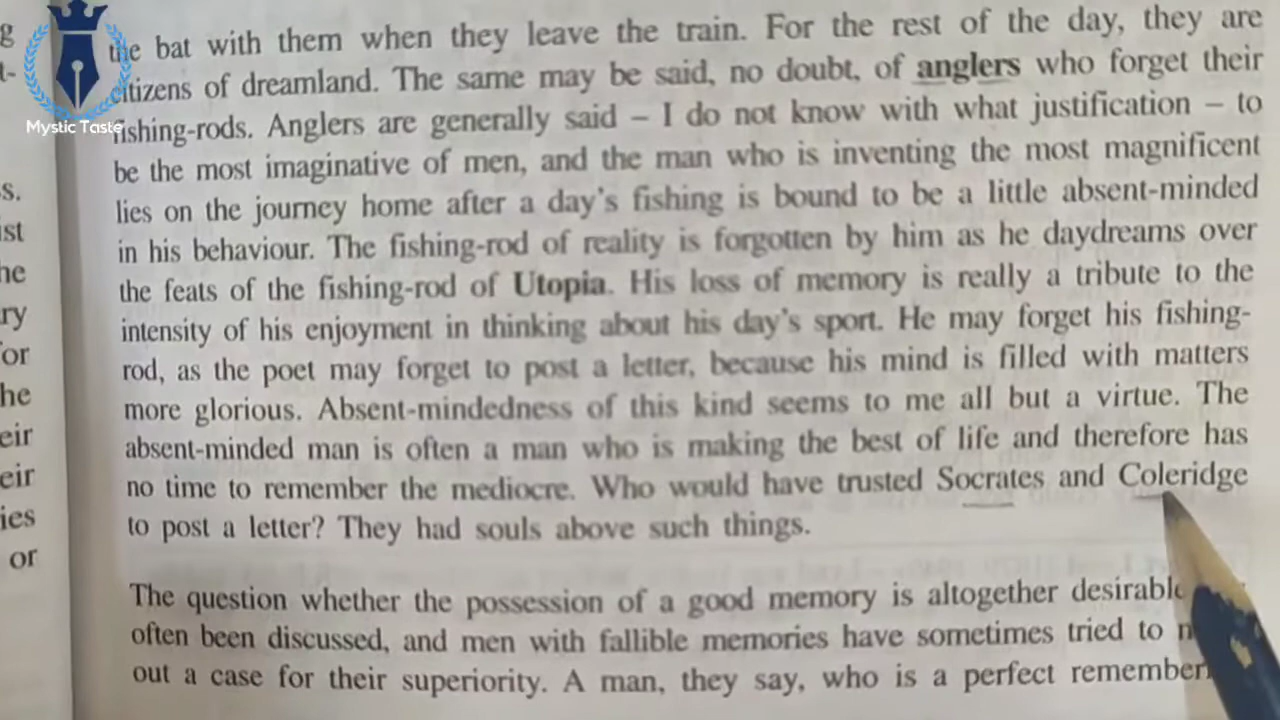 Mystic Taste
g
t-
s.
ist
he
ry
for
he
eir
eir
ies
or
the bat with them when they leave the train. For the rest of the day, they are
citizens of dreamland. The same may be said, no doubt, of anglers who forget their
fishing-rods. Anglers are generally said – I do not know with what justification – to
be the most imaginative of men, and the man who is inventing the most magnificent
lies on the journey home after a day's fishing is bound to be a little absent-minded
in his behaviour. The fishing-rod of reality is forgotten by him as he daydreams over
the feats of the fishing-rod of Utopia. His loss of memory is really a tribute to the
intensity of his enjoyment in thinking about his day's sport. He may forget his fishing-
rod, as the poet may forget to post a letter, because his mind is filled with matters
more glorious. Absent-mindedness of this kind seems to me all but a virtue. The
absent-minded man is often a man who is making the best of life and therefore has
no time to remember the mediocre. Who would have trusted Socrates and Coleridge
to post a letter? They had souls above such things.
The question whether the possession of a good memory is altogether desirable
often been discussed, and men with fallible memories have sometimes tried to
out a case for their superiority. A man, they say, who is a perfect remember